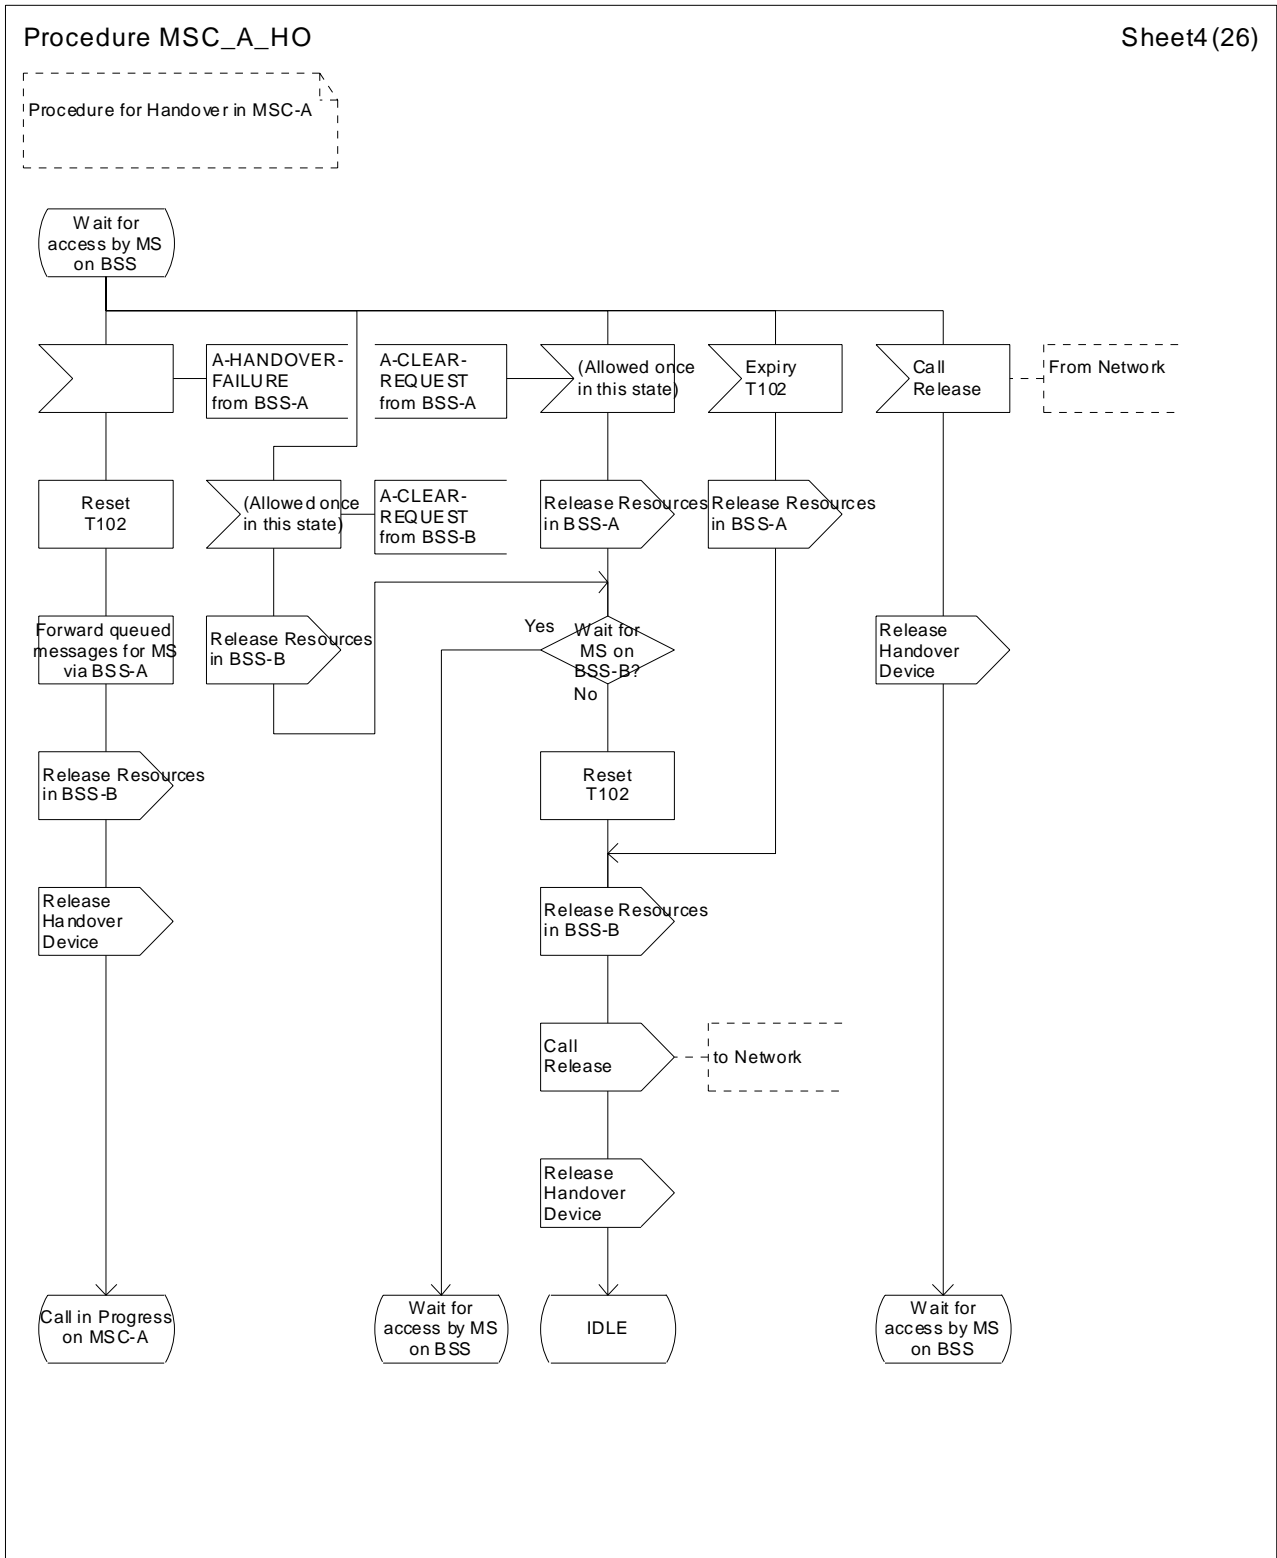 Procedure MSC_A_HO
Sheet4(26)
Procedure for Handover in MSC-A
Wait for
access by MS
on BSS
A-HANDOVER-
FAILURE
from BSS-A
A-CLEAR-
REQUEST
from BSS-A
(Allowed once
in this state)
Expiry
T102
Call
Release
From Network
Reset
T102
(Allowed once
in this state)
A-CLEAR-
REQUEST
from BSS-B
Release Resources
in BSS-A
Release Resources
in BSS-A
Forward queued
messages for MS
via BSS-A
Release Resources
in BSS-B
Yes
Wait for
MS on
BSS-B?
No
Release
Handover
Device
Release Resources
in BSS-B
Reset
T102
Release
Handover
Device
Release Resources
in BSS-B
Call
Release
to Network
Release
Handover
Device
Call in Progress
on MSC-A
Wait for
access by MS
on BSS
IDLE
Wait for
access by MS
on BSS